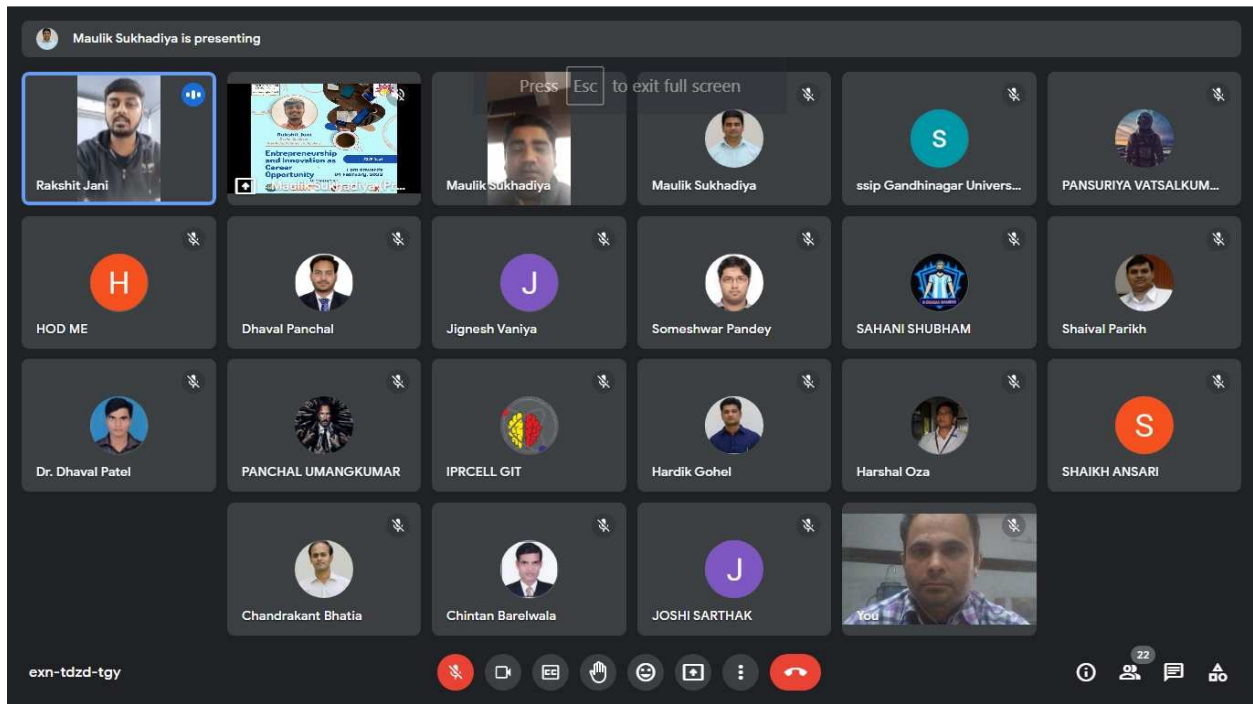 Maulik Sukhadiya is presenting
Press Esc to exit full screen
Rakshit Jani
Rakshit Jani
Entrepreneurship
and Innovation as
Career
Opportunity
Maulik Sukhadiya
Maulik Sukhadiya
S
ssip Gandhinagar Univers...
PANSURIYA VATSALKUM...
H
HOD ME
Dhaval Panchal
J
Jignesh Vaniya
Someshwar Pandey
SAHANI SHUBHAM
Shaival Parikh
Dr. Dhaval Patel
PANCHAL UMANGKUMAR
IPRCELL GIT
Hardik Gohel
Harshal Oza
S
SHAIKH ANSARI
Chandrakant Bhatia
Chintan Barelwala
J
JOSHI SARTHAK
You
exn-tdzd-tgy
CC
22